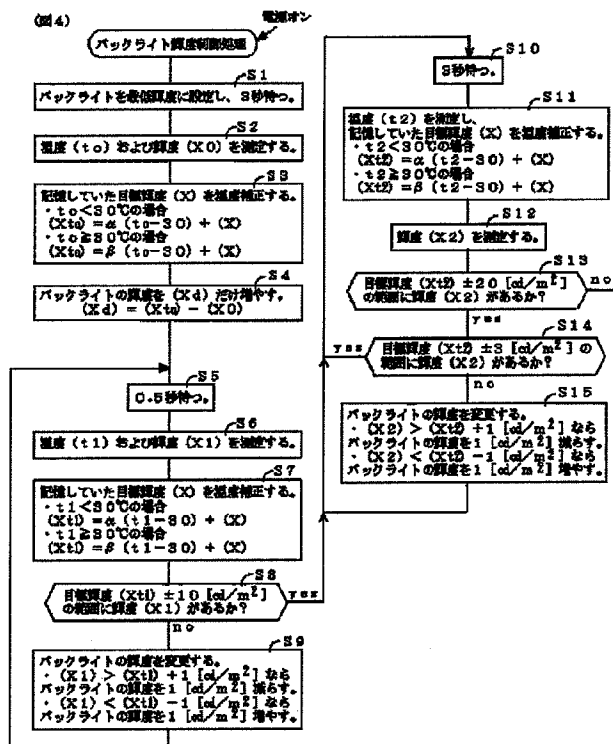 (図4)
電源オン
バックライト輝度制御処理
S1
バックライトを最低輝度に設定し、3秒待つ。
S2
温度(to)および輝度(X0)を測定する。
S3
記憶していた目標輝度(X)を温度補正する。
・to<30℃の場合
(Xto)=α(to-30)+(X)
・to≧30℃の場合
(Xto)=β(to-30)+(X)
S4
バックライトの輝度を(Xd)だけ増やす。
(Xd)=(Xto)-(X0)
S5
0.5秒待つ。
S6
温度(t1)および輝度(X1)を測定する。
S7
記憶していた目標輝度(X)を温度補正する。
・t1<30℃の場合
(Xt1)=α(t1-30)+(X)
・t1≧30℃の場合
(Xt1)=β(t1-30)+(X)
S8
目標輝度(Xt1)±10[cd/m²]
の範囲に輝度(X1)があるか?
yes
no
S9
バックライトの輝度を変更する。
・(X1)>(Xt1)+1[cd/m²]なら
バックライトの輝度を1[cd/m²]減らす。
・(X1)<(Xt1)-1[cd/m²]なら
バックライトの輝度を1[cd/m²]増やす。
S10
3秒待つ。
S11
温度(t2)を測定し、
記憶していた目標輝度(X)を温度補正する。
・t2<30℃の場合
(Xt2)=α(t2-30)+(X)
・t2≧30℃の場合
(Xt2)=β(t2-30)+(X)
S12
輝度(X2)を測定する。
S13
目標輝度(Xt2)±20[cd/m²]
の範囲に輝度(X2)があるか?
no
yes
S14
目標輝度(Xt2)±3[cd/m²]の
範囲に輝度(X2)があるか?
yes
no
S15
バックライトの輝度を変更する。
・(X2)>(Xt2)+1[cd/m²]なら
バックライトの輝度を1[cd/m²]減らす。
・(X2)<(Xt2)-1[cd/m²]なら
バックライトの輝度を1[cd/m²]増やす。